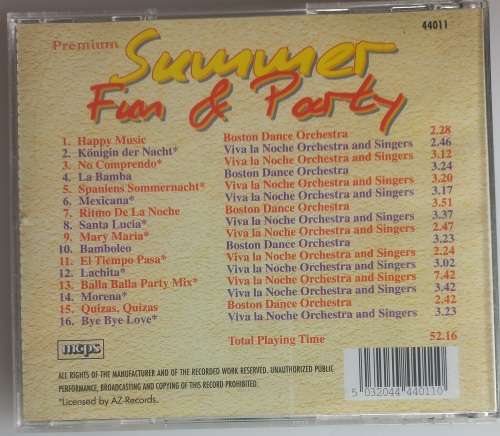 44011
Premium
Summer
Fun & Party
1. Happy Music Boston Dance Orchestra 2.28
2. Königin der Nacht* Viva la Noche Orchestra and Singers 2.46
3. No Comprendo* Viva la Noche Orchestra and Singers 3.12
4. La Bamba Boston Dance Orchestra 3.24
5. Spaniens Sommernacht* Viva la Noche Orchestra and Singers 3.20
6. Mexicana* Viva la Noche Orchestra and Singers 3.17
7. Ritmo De La Noche Boston Dance Orchestra 3.51
8. Santa Lucia* Viva la Noche Orchestra and Singers 3.37
9. Mary Maria* Viva la Noche Orchestra and Singers 2.47
10. Bamboleo Boston Dance Orchestra 3.23
11. El Tiempo Pasa* Viva la Noche Orchestra and Singers 2.24
12. Lachita* Viva la Noche Orchestra and Singers 3.02
13. Balla Balla Party Mix* Viva la Noche Orchestra and Singers 7.42
14. Morena* Viva la Noche Orchestra and Singers 3.42
15. Quizas, Quizas Boston Dance Orchestra 2.42
16. Bye Bye Love* Viva la Noche Orchestra and Singers 3.23
Total Playing Time 52.16
mcps
ALL RIGHTS OF THE MANUFACTURER AND OF THE RECORDED WORK RESERVED. UNAUTHORIZED PUBLIC
PERFORMANCE, BROADCASTING AND COPYING OF THIS RECORD PROHIBITED.
*Licensed by AZ-Records.
5 032044 440110